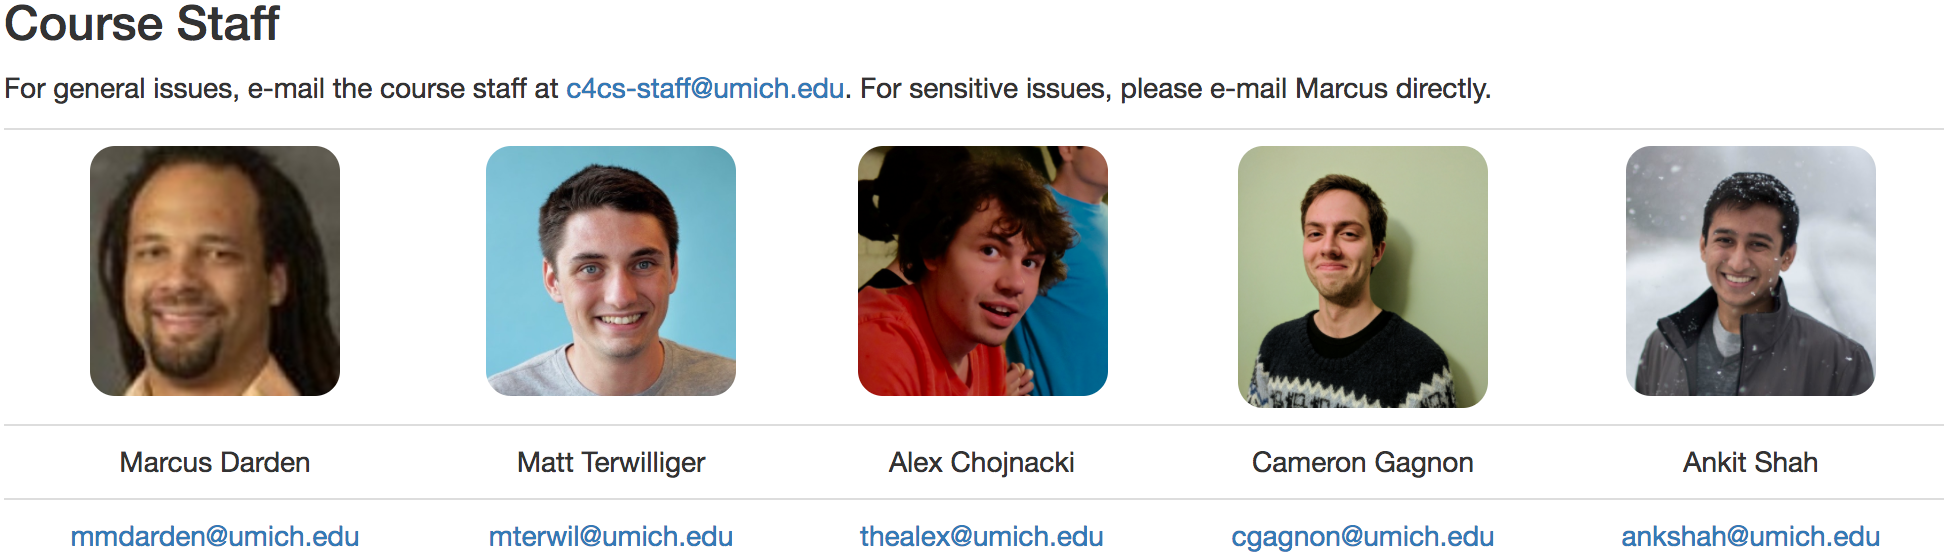 Course Staff
For general issues, e-mail the course staff at c4cs-staff@umich.edu. For sensitive issues, please e-mail Marcus directly.
Marcus Darden Matt Terwilliger Alex Chojnacki Cameron Gagnon Ankit Shah
mmdarden@umich.edu mterwil@umich.edu thealex@umich.edu cgagnon@umich.edu ankshah@umich.edu